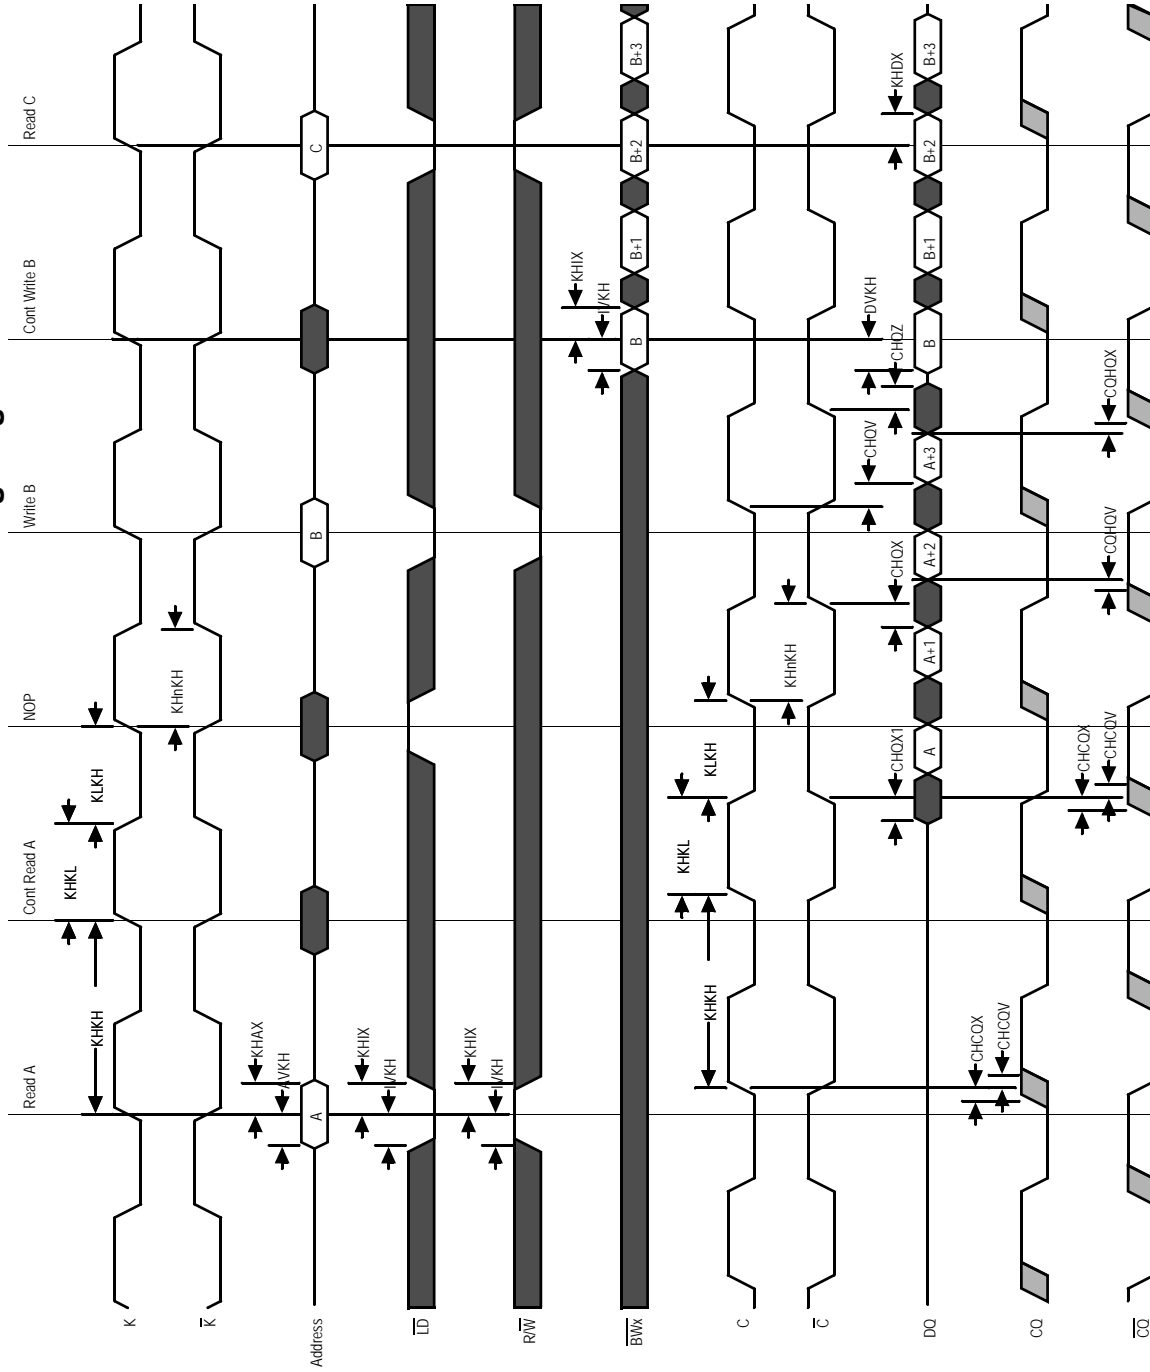 Read A
Cont Read A
NOP
Write B
Cont Write B
Read C
K
KHKH
KHKL
KLKH
K
KHnKH
Address
A
B
C
KHAX
AVKH
LD
KHIX
IVKH
R/W
KHIX
IVKH
BWx
B
B+1
B+2
B+3
KHIX
IVKH
C
KHKH
KHKL
KLKH
C
KHnKH
DQ
A
A+1
A+2
A+3
B
B+1
B+2
B+3
CHQX1
CHQX
CHQV
CHQZ
DVKH
KHDX
CQ
CHCQX
CHCQV
CQ
CHCQX
CHCQV
CQHQV
CQHQX